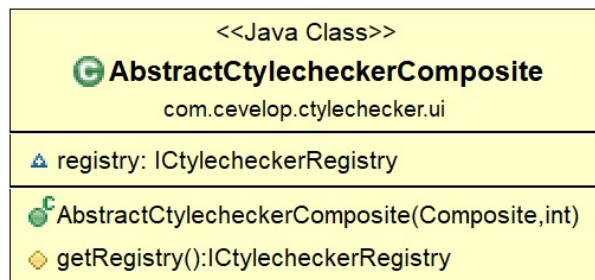 <<Java Class>>
C AbstractCtylecheckerComposite
com.cevelop.ctylechecker.ui
registry: ICtylecheckerRegistry
C AbstractCtylecheckerComposite(Composite,int)
getRegistry():ICtylecheckerRegistry